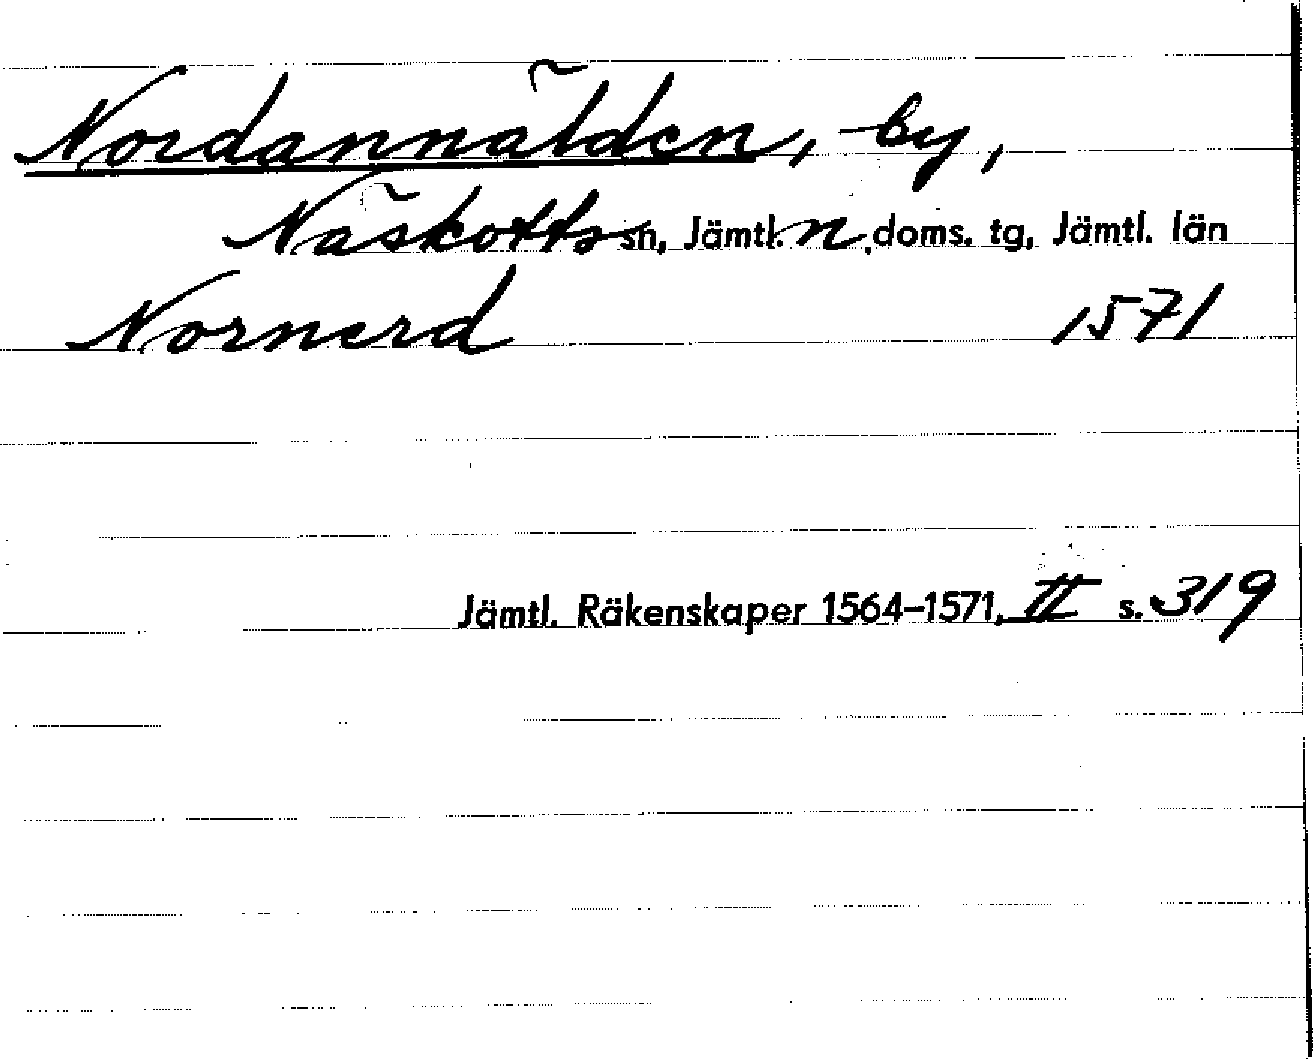 Nordannälden, by,
Näskotts sn, Jämtl. n doms. tg, Jämtl. län
Nornerd 1571
Jämtl. Räkenskaper 1564–1571, II s. 319